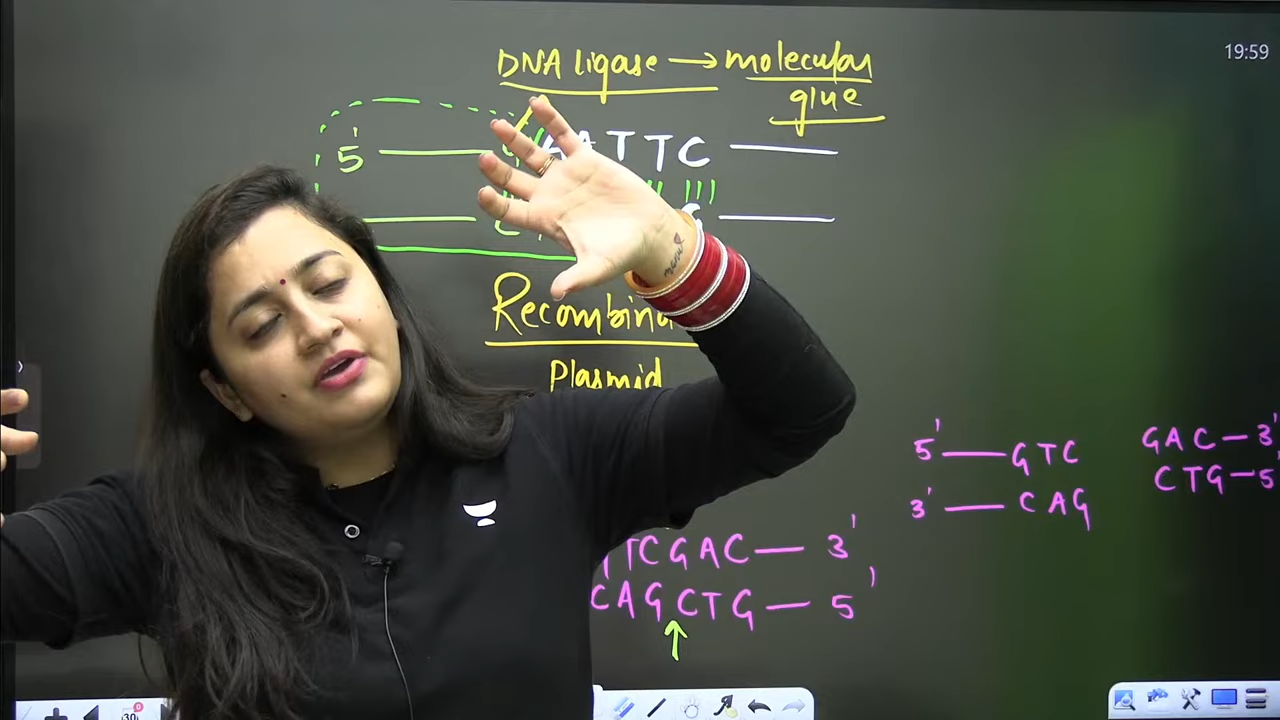 19:59
DNA ligase → molecular
glue
5' — ATTC —
Plasmid
5' — GTC GAC — 3'
3' — CAG CTG — 5'
TCGAC — 3'
CAGCTG — 5'